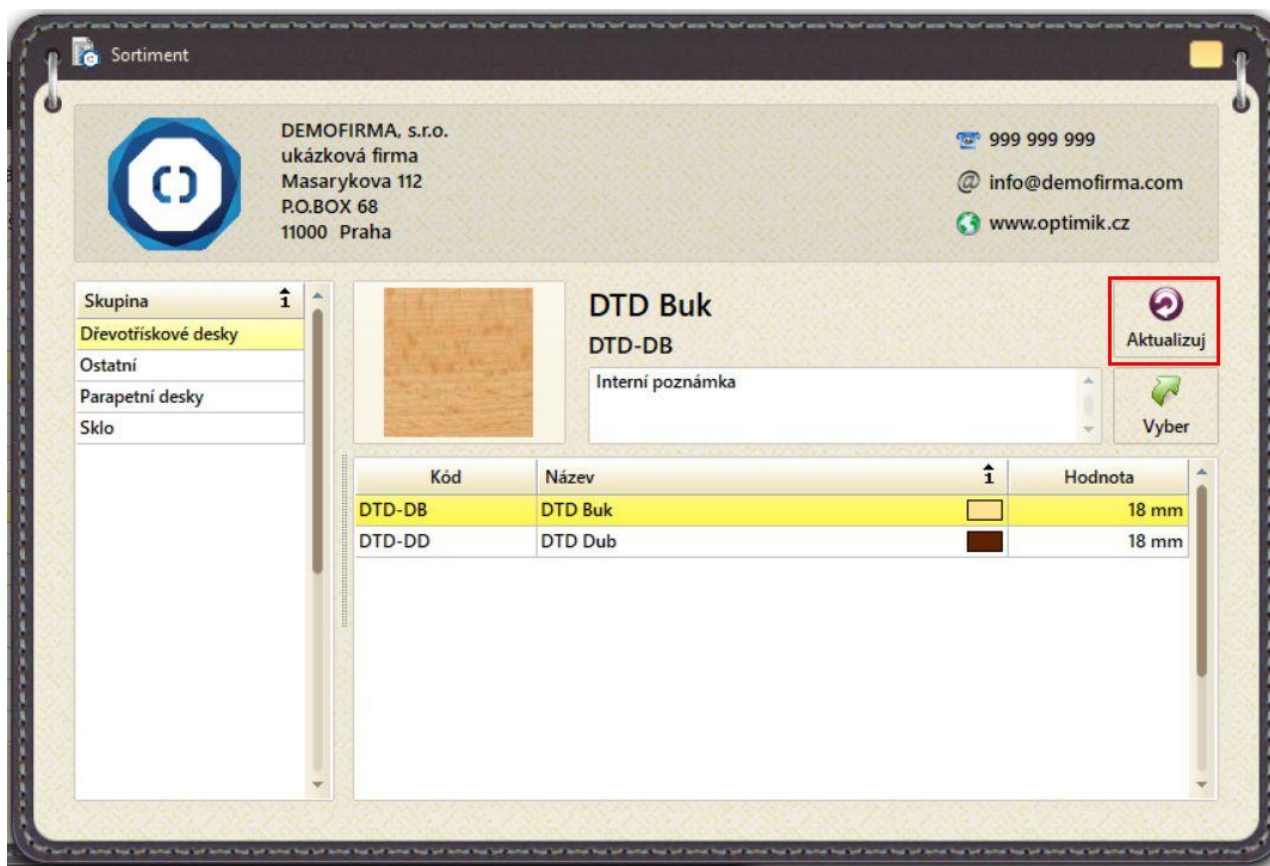 Sortiment
DEMOFIRMA, s.r.o.
ukázková firma
Masarykova 112
P.O.BOX 68
11000 Praha
999 999 999
@ info@demofirma.com
www.optimik.cz
Skupina 1
Dřevotřískové desky
Ostatní
Parapetní desky
Sklo
DTD Buk
DTD-DB
Interní poznámka
Aktualizuj
Vyber
Kód Název 1 Hodnota
DTD-DB DTD Buk 18 mm
DTD-DD DTD Dub 18 mm